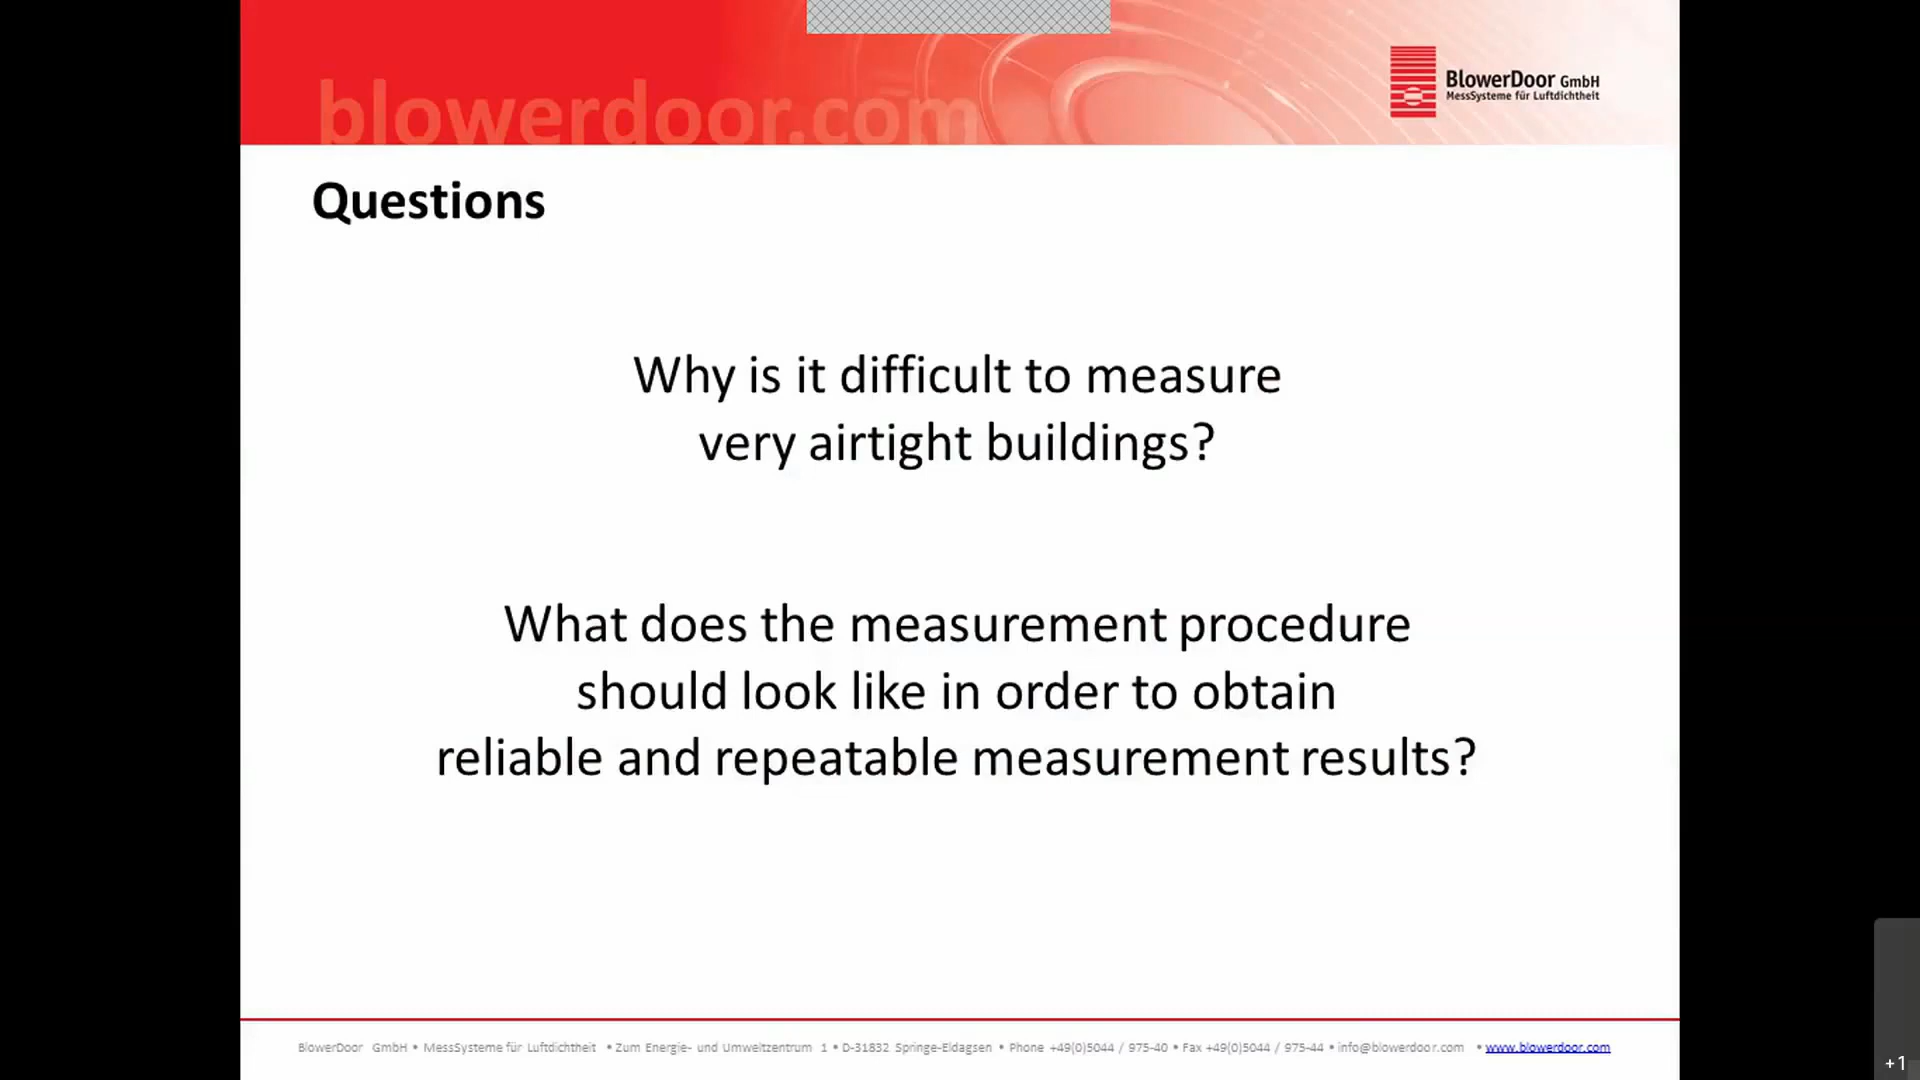 blowerdoor.com
BlowerDoor GmbH
MessSysteme für Luftdichtheit
Questions
Why is it difficult to measure
very airtight buildings?
What does the measurement procedure
should look like in order to obtain
reliable and repeatable measurement results?
BlowerDoor GmbH • MessSysteme für Luftdichtheit • Zum Energie- und Umweltzentrum 1 • D-31832 Springe-Eldagsen • Phone +49(0)5044 / 975-40 • Fax +49(0)5044 / 975-44 • info@blowerdoor.com • www.blowerdoor.com
+1